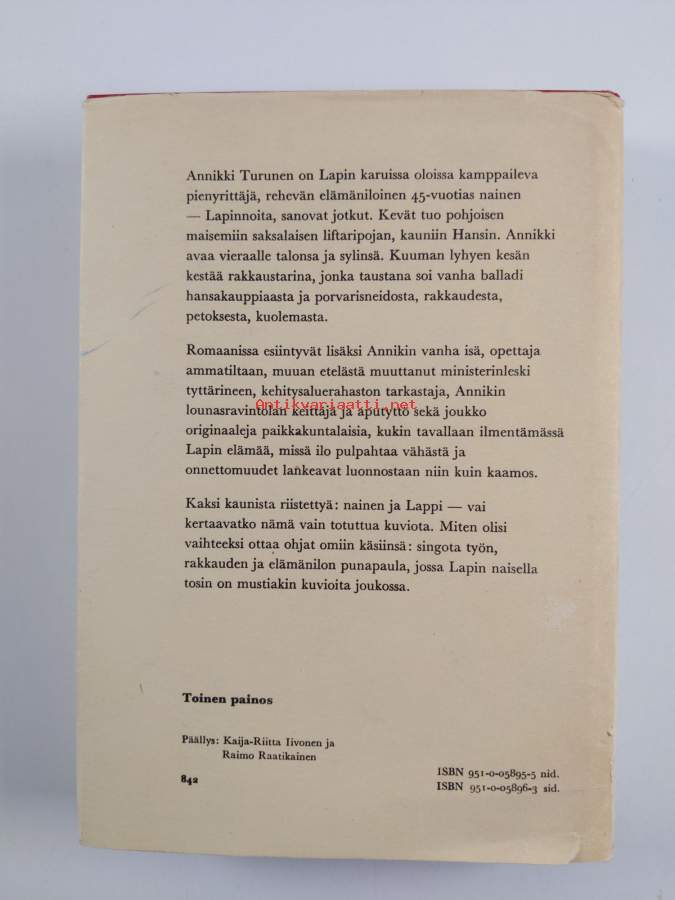 Annikki Turunen on Lapin karuissa oloissa kamppaileva
pienyrittäjä, rehevän elämäniloinen 45-vuotias nainen
— Lapinnoita, sanovat jotkut. Kevät tuo pohjoisen
maisemiin saksalaisen liftaripojan, kauniin Hansin. Annikki
avaa vieraalle talonsa ja sylinsä. Kuuman lyhyen kesän
kestää rakkaustarina, jonka taustana soi vanha balladi
hansakauppiaasta ja porvarisneidosta, rakkaudesta,
petoksesta, kuolemasta.
Romaanissa esiintyvät lisäksi Annikin vanha isä, opettaja
ammatiltaan, muuan etelästä muuttanut ministerinleski
tyttärineen, kehitysaluerahaston tarkastaja, Annikin
Antikvariaatti.net
lounasravintolan keittäjä ja aputyttö sekä joukko
originaaleja paikkakuntalaisia, kukin tavallaan ilmentämässä
Lapin elämää, missä ilo pulpahtaa vähästä ja
onnettomuudet lankeavat luonnostaan niin kuin kaamos.
Kaksi kaunista riistettyä: nainen ja Lappi — vai
kertaavatko nämä vain totuttua kuviota. Miten olisi
vaihteeksi ottaa ohjat omiin käsiinsä: singota työn,
rakkauden ja elämänilon punapaula, jossa Lapin naisella
tosin on mustiakin kuvioita joukossa.
Toinen painos
Päällys: Kaija-Riitta Iivonen ja
Raimo Raatikainen
842
ISBN 951-0-05895-5 nid.
ISBN 951-0-05896-3 sid.